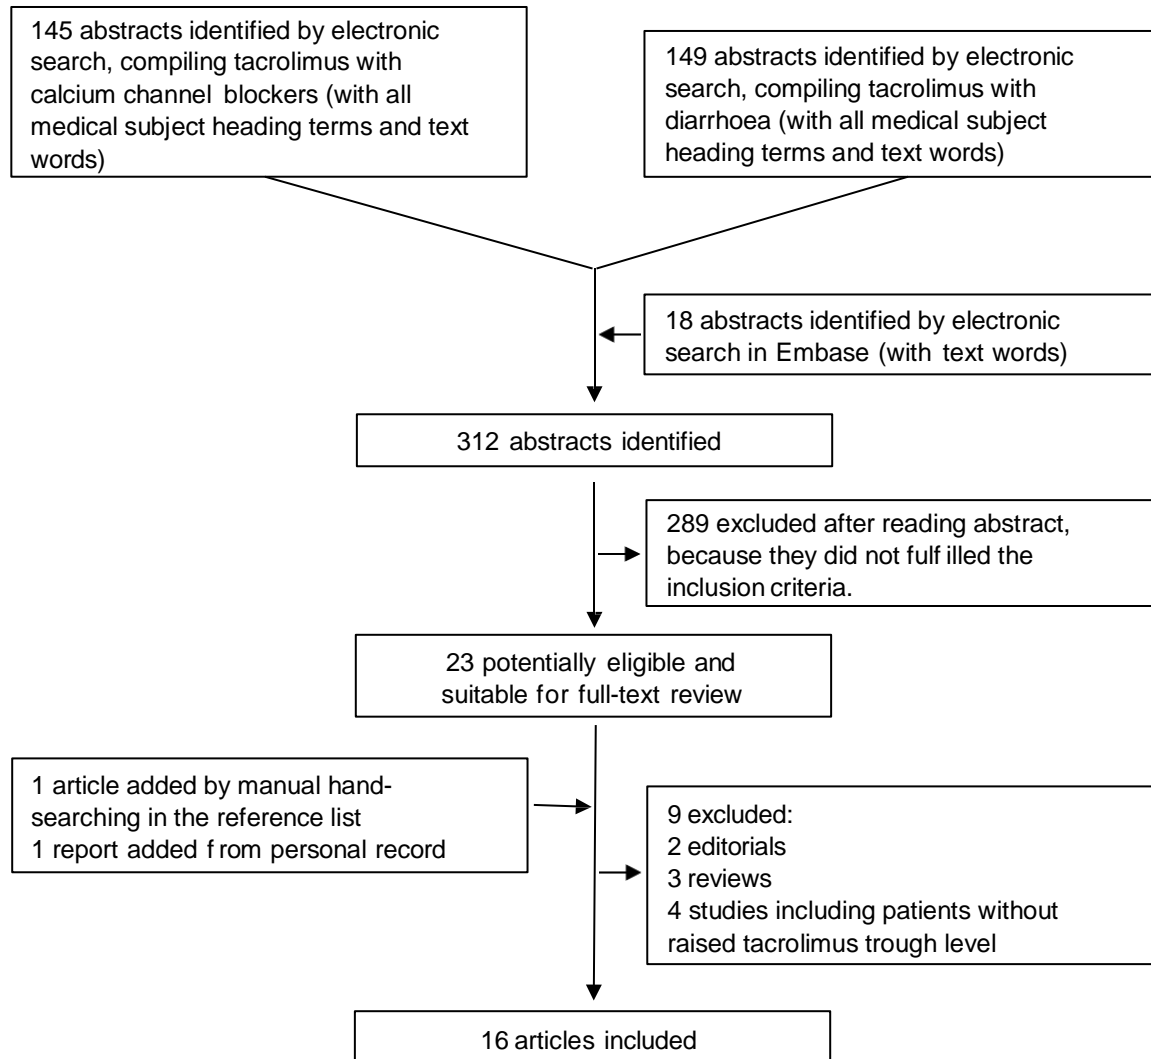 145 abstracts identified by electronic
search, compiling tacrolimus with
calcium channel blockers (with all
medical subject heading terms and text
words)
149 abstracts identified by electronic
search, compiling tacrolimus with
diarrhoea (with all medical subject
heading terms and text words)
18 abstracts identified by electronic
search in Embase (with text words)
312 abstracts identified
289 excluded after reading abstract,
because they did not fulfilled the
inclusion criteria.
23 potentially eligible and
suitable for full-text review
1 article added by manual hand-
searching in the reference list
1 report added from personal record
9 excluded:
2 editorials
3 reviews
4 studies including patients without
raised tacrolimus trough level
16 articles included